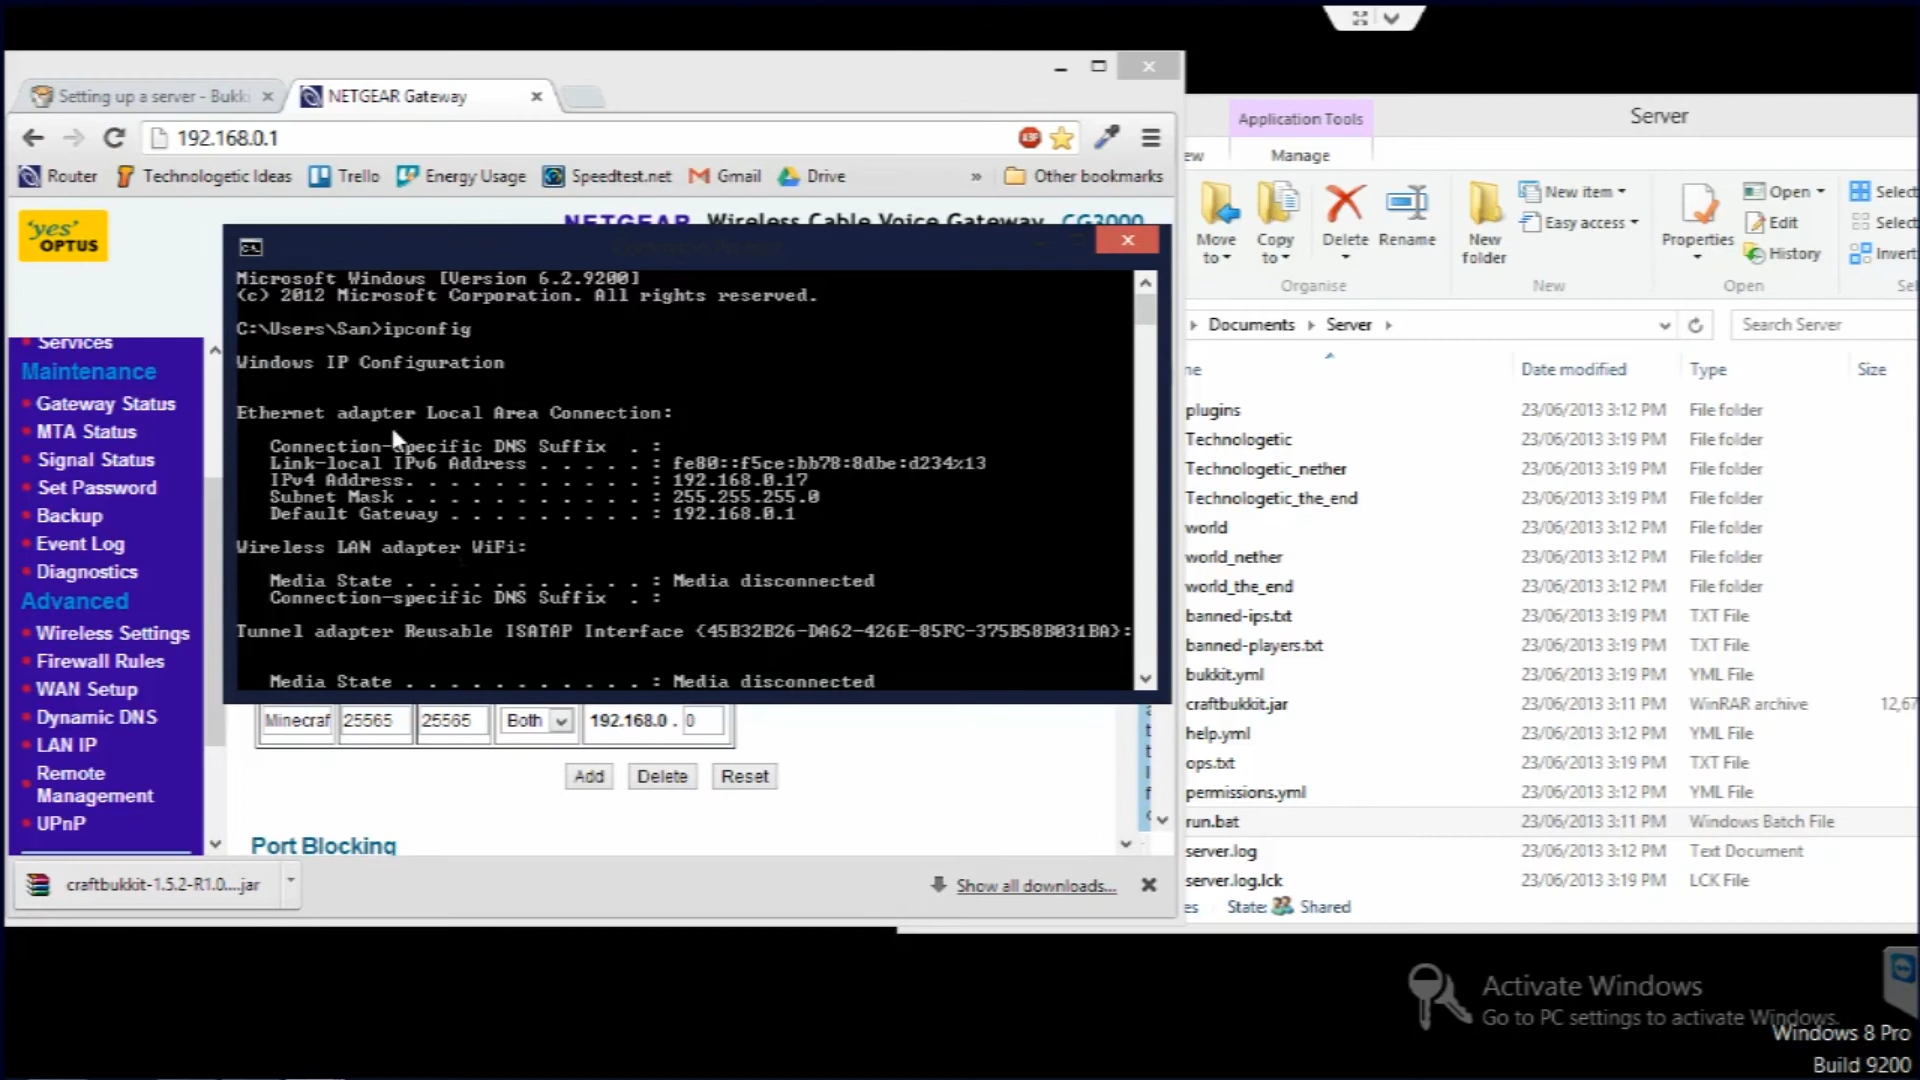 Setting up a server - Bukki
NETGEAR Gateway
192.168.0.1
ABP
Router
Technologetic Ideas
Trello
Energy Usage
Speedtest.net
Gmail
Drive
»
Other bookmarks
'yes'
OPTUS
NETGEAR Wireless Cable Voice Gateway CG3000
Services
Maintenance
Gateway Status
MTA Status
Signal Status
Set Password
Backup
Event Log
Diagnostics
Advanced
Wireless Settings
Firewall Rules
WAN Setup
Dynamic DNS
LAN IP
Remote
Management
UPnP
C:\.
Microsoft Windows [Version 6.2.9200]
(c) 2012 Microsoft Corporation. All rights reserved.
C:\Users\Sam>ipconfig
Windows IP Configuration
Ethernet adapter Local Area Connection:
Connection-specific DNS Suffix . :
Link-local IPv6 Address . . . . . : fe80::f5ce:bb78:8dbe:d234%13
IPv4 Address. . . . . . . . . . . : 192.168.0.17
Subnet Mask . . . . . . . . . . . : 255.255.255.0
Default Gateway . . . . . . . . . : 192.168.0.1
Wireless LAN adapter WiFi:
Media State . . . . . . . . . . . : Media disconnected
Connection-specific DNS Suffix . :
Tunnel adapter Reusable ISATAP Interface {45B32B26-DA62-426E-85FC-375B58B031BA}:
Media State . . . . . . . . . . . : Media disconnected
Minecraf 25565 25565 Both 192.168.0 . 0
Add Delete Reset
Port Blocking
craftbukkit-1.5.2-R1.0....jar
Show all downloads...
Application Tools
Server
ew
Manage
Move to
Copy to
Delete
Rename
New folder
New item
Easy access
Properties
Open
Edit
History
Select
Select
Invert
Organise
New
Open
Sel
Documents Server
Search Server
ne Date modified Type Size
plugins 23/06/2013 3:12 PM File folder
Technologetic 23/06/2013 3:12 PM File folder
Technologetic_nether 23/06/2013 3:12 PM File folder
Technologetic_the_end 23/06/2013 3:12 PM File folder
world 23/06/2013 3:12 PM File folder
world_nether 23/06/2013 3:12 PM File folder
world_the_end 23/06/2013 3:12 PM File folder
banned-ips.txt 23/06/2013 3:19 PM TXT File
banned-players.txt 23/06/2013 3:19 PM TXT File
bukkit.yml 23/06/2013 3:12 PM YML File
craftbukkit.jar 23/06/2013 3:12 PM WinRAR archive 12,67
help.yml 23/06/2013 3:12 PM YML File
ops.txt 23/06/2013 3:19 PM TXT File
permissions.yml 23/06/2013 3:12 PM YML File
run.bat 23/06/2013 3:11 PM Windows Batch File
server.log 23/06/2013 3:12 PM Text Document
server.log.lck 23/06/2013 3:19 PM LCK File
es State: Shared
Activate Windows
Go to PC settings to activate Windows.
Windows 8 Pro
Build 9200